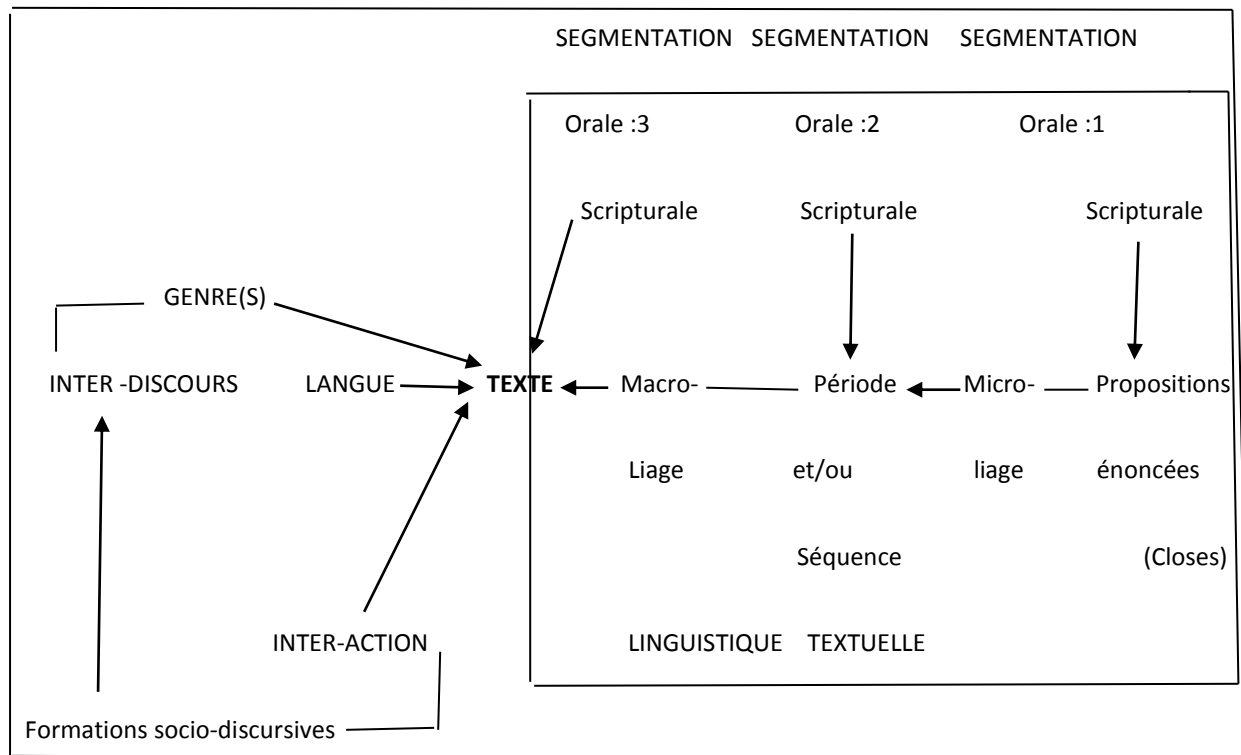 SEGMENTATION SEGMENTATION SEGMENTATION
Orale :3 Orale :2 Orale :1
Scripturale Scripturale Scripturale
GENRE(S)
INTER -DISCOURS LANGUE TEXTE Macro- Période Micro- Propositions
Liage et/ou liage énoncées
Séquence (Closes)
INTER-ACTION LINGUISTIQUE TEXTUELLE
Formations socio-discursives